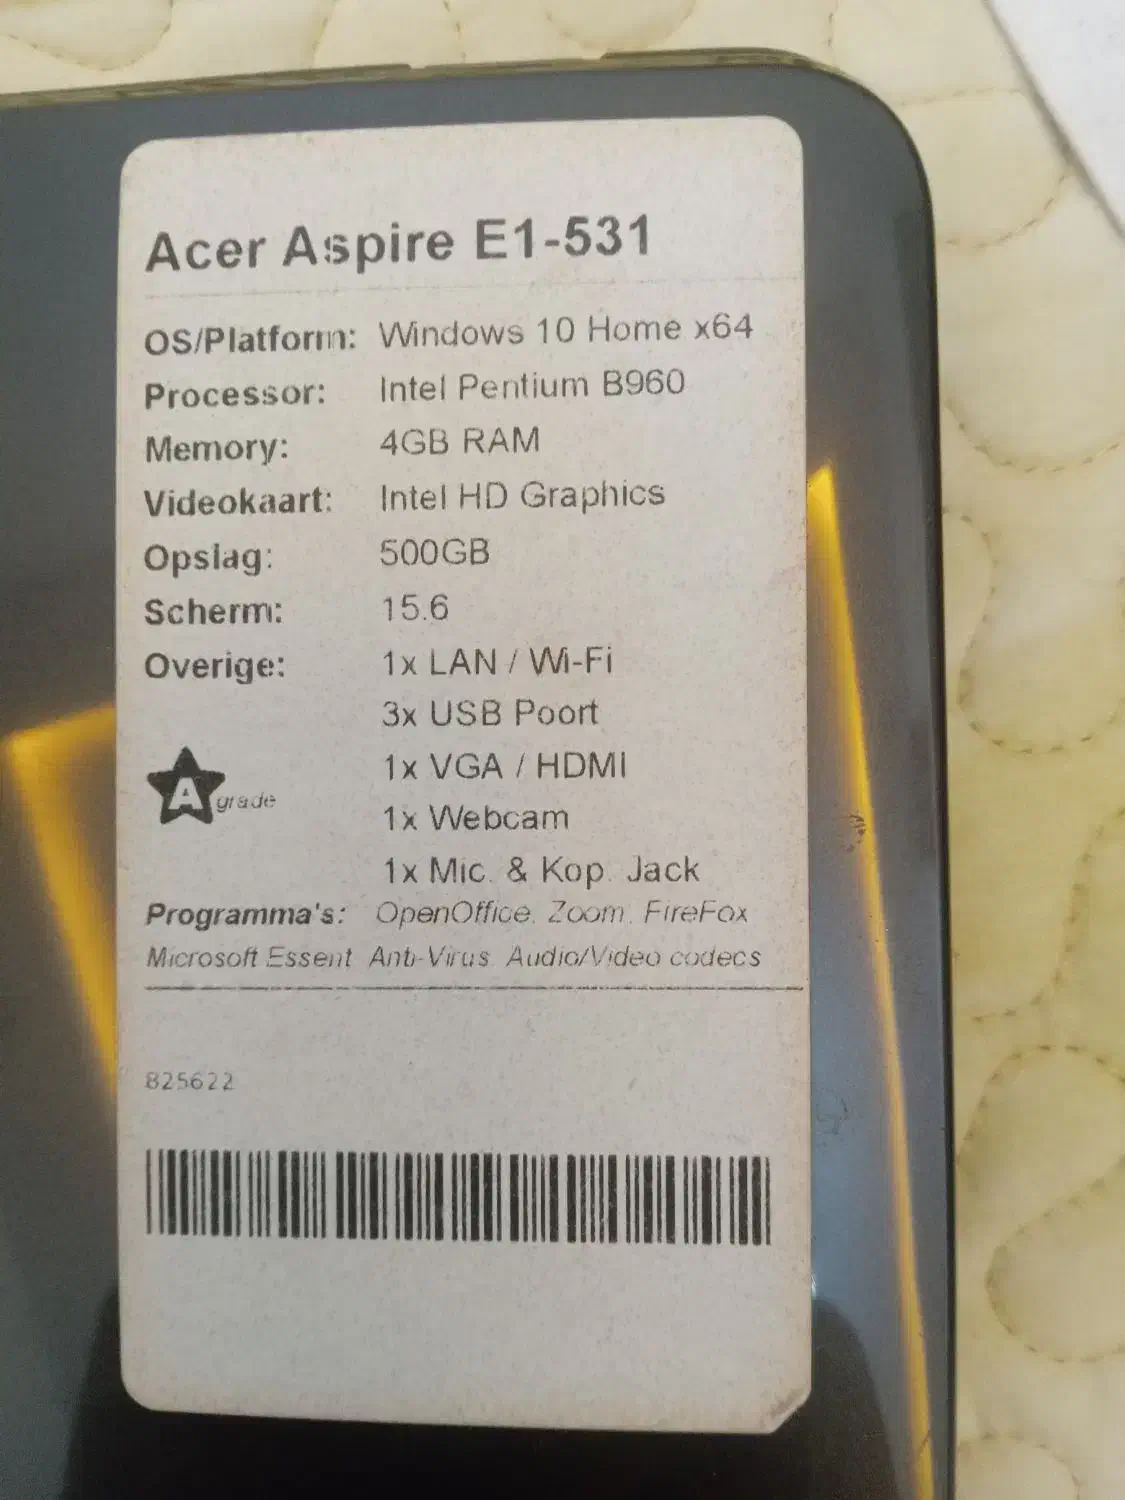 Acer Aspire E1-531
OS/Platform: Windows 10 Home x64
Processor: Intel Pentium B960
Memory: 4GB RAM
Videokaart: Intel HD Graphics
Opslag: 500GB
Scherm: 15.6
Overige: 1x LAN / Wi-Fi
3x USB Poort
1x VGA / HDMI
A grade
1x Webcam
1x Mic. & Kop. Jack
Programma's: OpenOffice, Zoom, FireFox
Microsoft Essent Anti-Virus Audio/Video codecs
825622